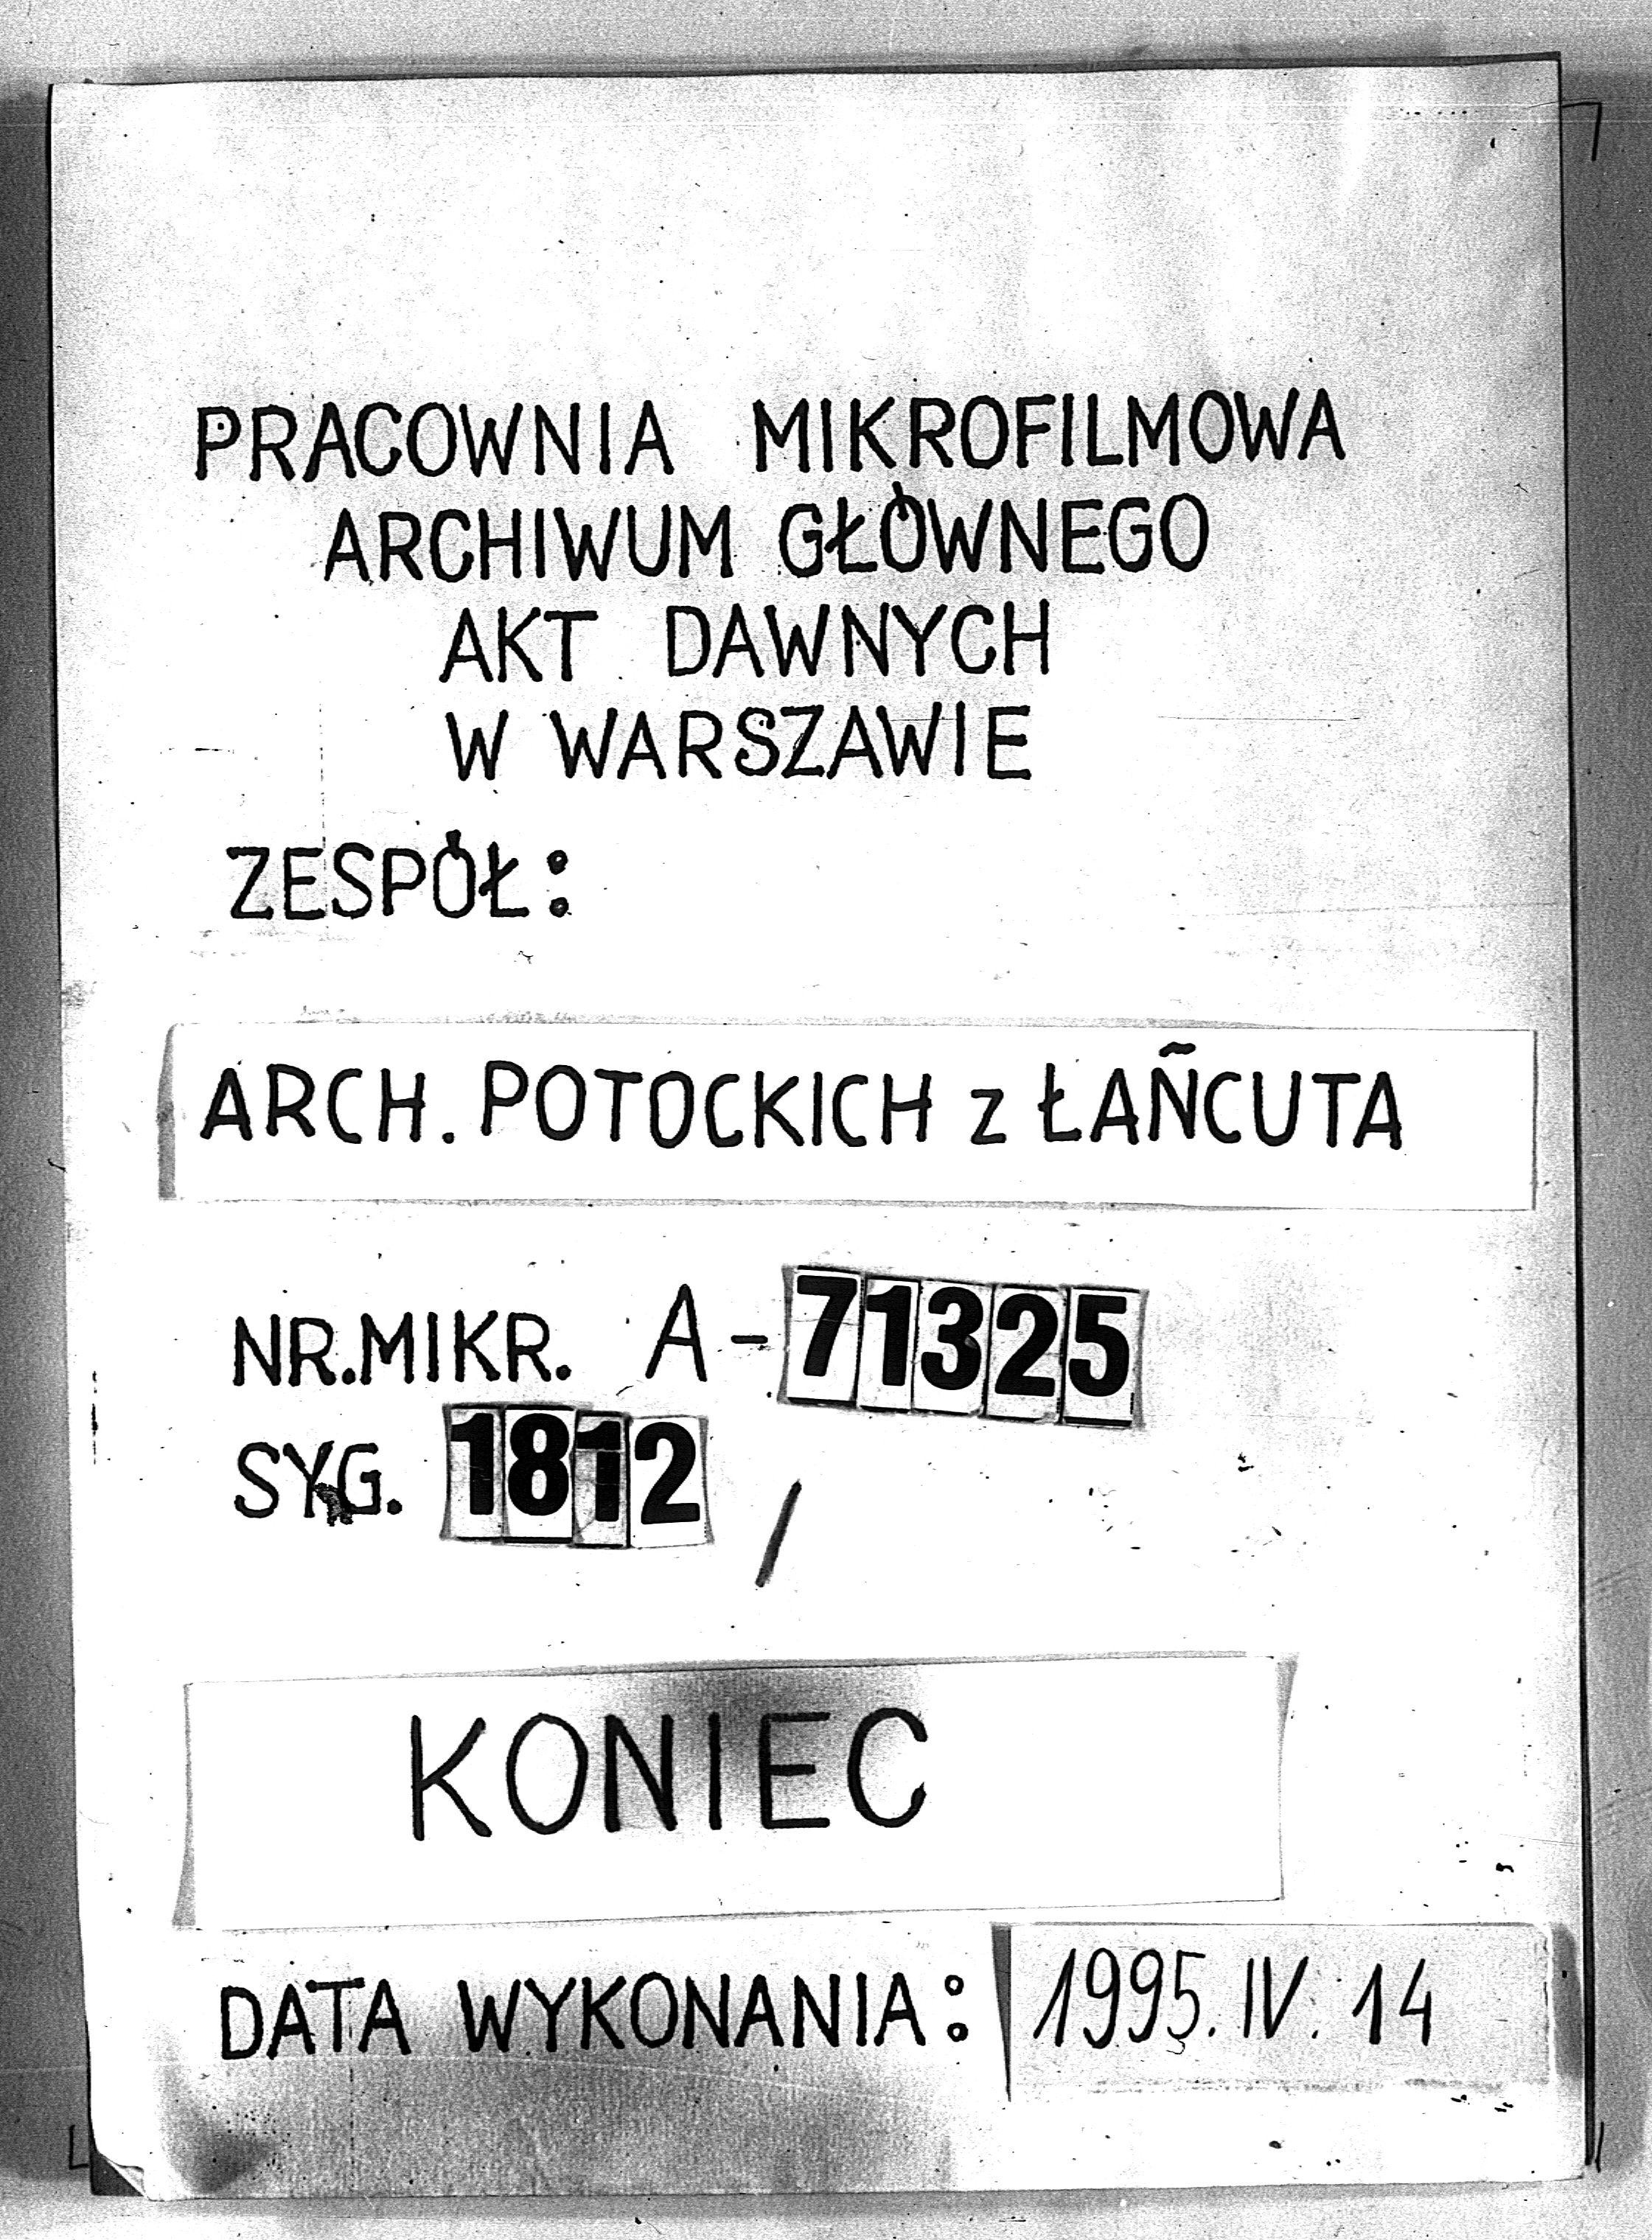 PRACOWNIA MIKROFILMOWA
ARCHIWUM GŁÓWNEGO
AKT DAWNYCH
W WARSZAWIE
ZESPÓŁ:
ARCH. POTOCKICH z ŁAŃCUTA
NR.MIKR. A-71325
SYG. 1812 /
KONIEC
DATA WYKONANIA: 1995. IV. 14